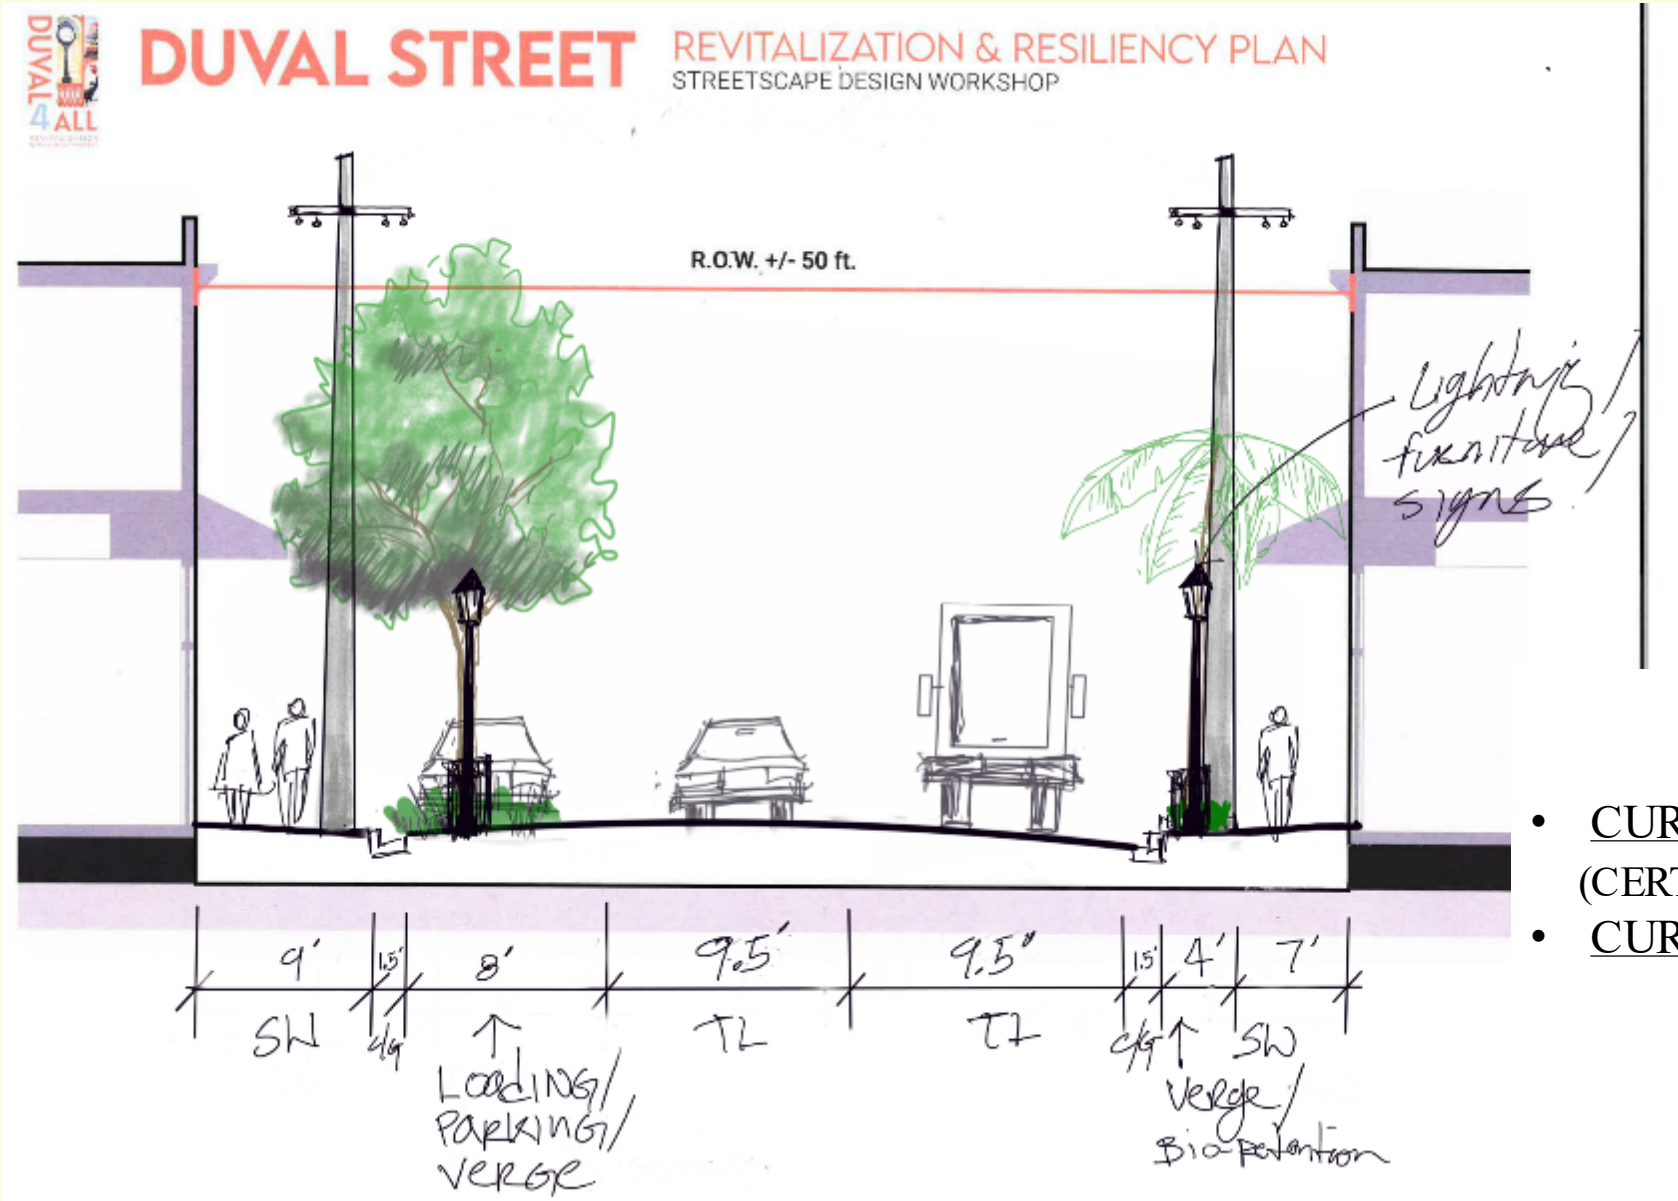 DUVAL
4 ALL
DUVAL STREET
REVITALIZATION & RESILIENCY PLAN
STREETSCAPE DESIGN WORKSHOP
R.O.W. +/- 50 ft.
Lighting/
furniture/
signs
• CUR
(CERT
• CUR
9' 1.5' 8' 9.5' 9.5" 1.5' 4' 7'
SW C/G ↑ TL TL C/G ↑ SW
LOADING/
PARKING/
VERGE
Verge/
Bio-retention